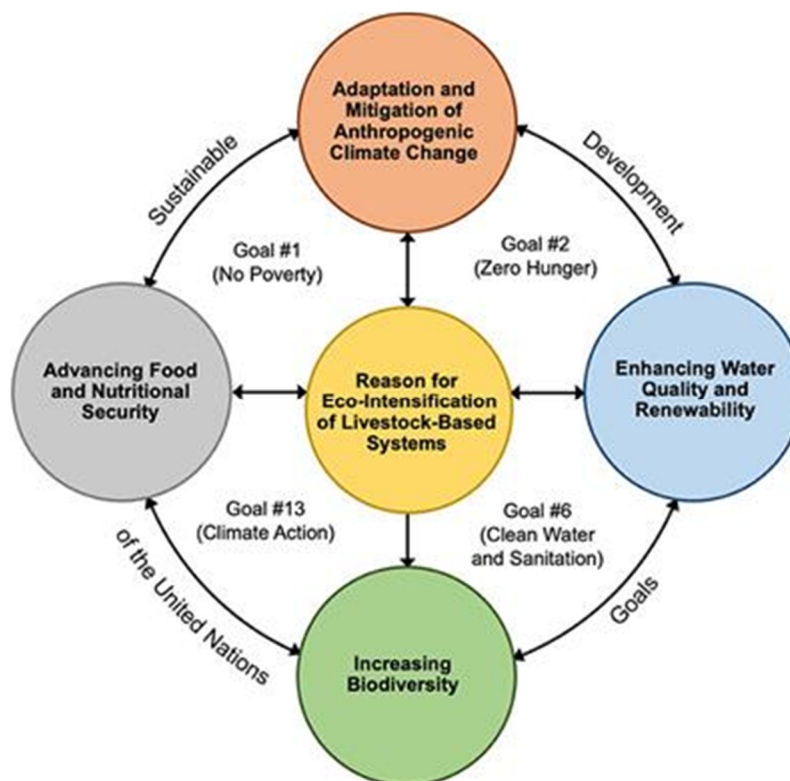 Adaptation and
Mitigation of
Anthropogenic
Climate Change
Sustainable
Development
Goal #1
(No Poverty)
Goal #2
(Zero Hunger)
Advancing Food
and Nutritional
Security
Reason for
Eco-Intensification
of Livestock-Based
Systems
Enhancing Water
Quality and
Renewability
Goal #13
(Climate Action)
Goal #6
(Clean Water
and Sanitation)
of the United Nations
Goals
Increasing
Biodiversity